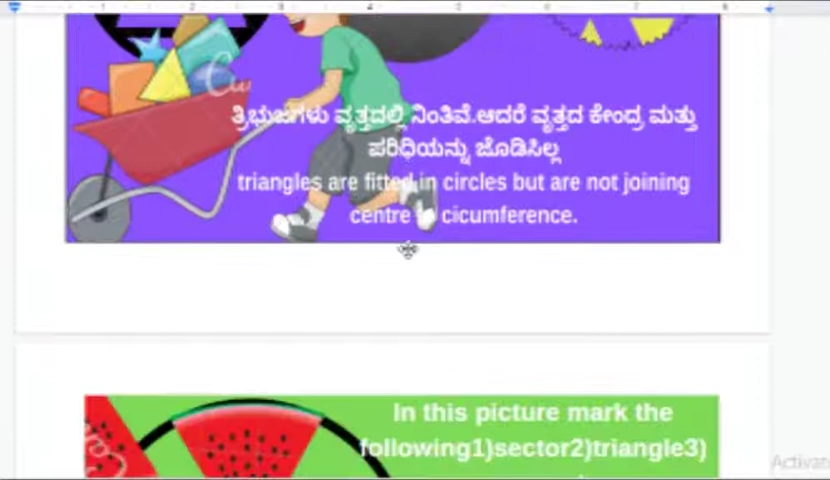 ತ್ರಿಭುಜಗಳು ವೃತ್ತದಲ್ಲಿ ನಿಂತಿವೆ.ಆದರೆ ವೃತ್ತದ ಕೇಂದ್ರ ಮತ್ತು
ಪರಿಧಿಯನ್ನು ಜೊಡಿಸಿಲ್ಲ
triangles are fitted in circles but are not joining
centre to cicumference.
In this picture mark the
following1)sector2)triangle3)
Activate